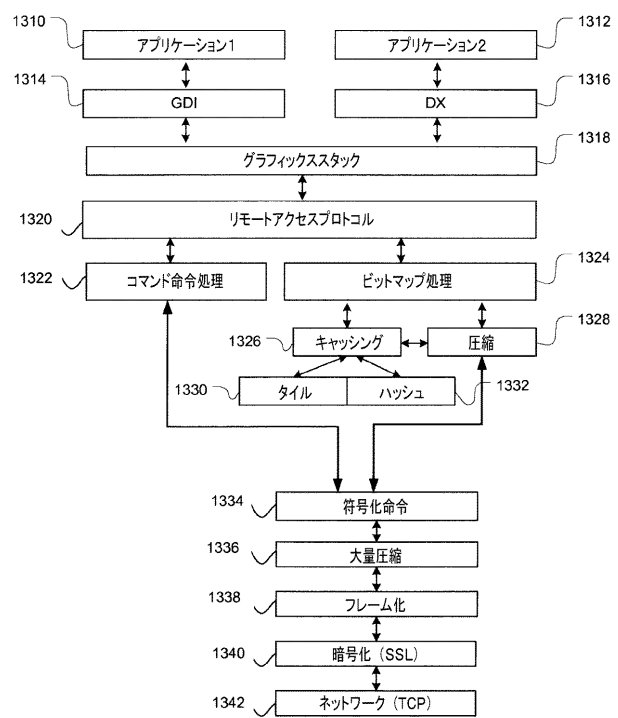 1310
アプリケーション1
アプリケーション2
1312
1314
GDI
DX
1316
グラフィックススタック
1318
1320
リモートアクセスプロトコル
1322
コマンド命令処理
ビットマップ処理
1324
1326
キャッシング
圧縮
1328
1330
タイル
ハッシュ
1332
1334
符号化命令
1336
大量圧縮
1338
フレーム化
1340
暗号化（SSL）
1342
ネットワーク（TCP）